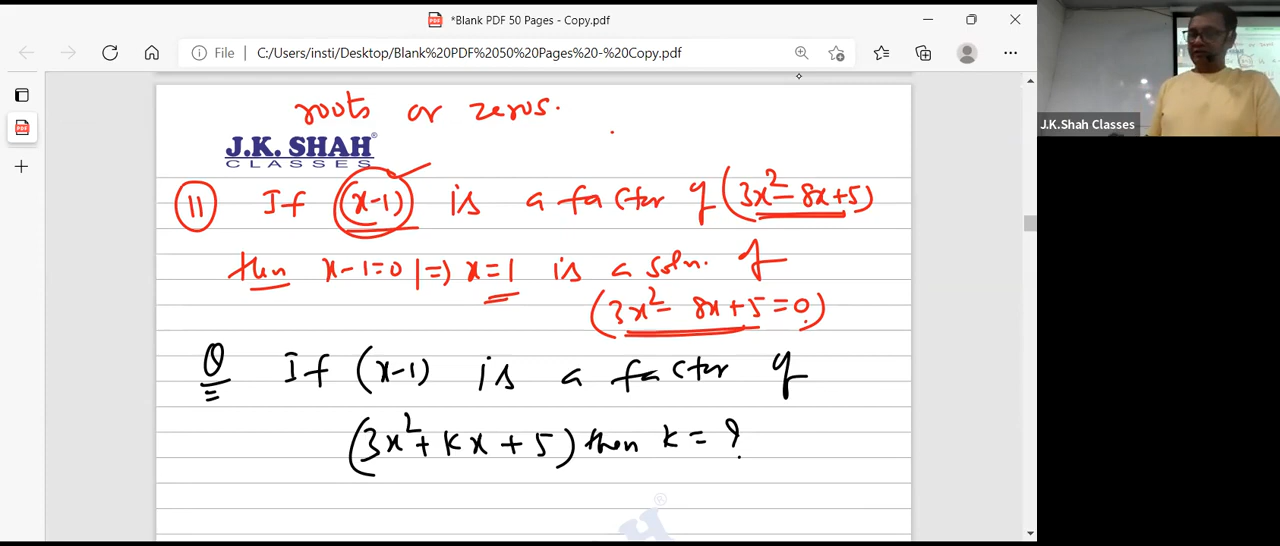 *Blank PDF 50 Pages - Copy.pdf
File C:/Users/insti/Desktop/Blank%20PDF%2050%20Pages%20-%20Copy.pdf
J.K.Shah Classes
roots or zeros.
J.K. SHAH®
CLASSES
(11) If (x-1) is a factor of (3x²-8x+5)
then x-1=0 |=) x=1 is a soln. of
(3x²-8x+5=0)
Q If (x-1) is a factor of
(3x²+kx+5) then k=?
H®